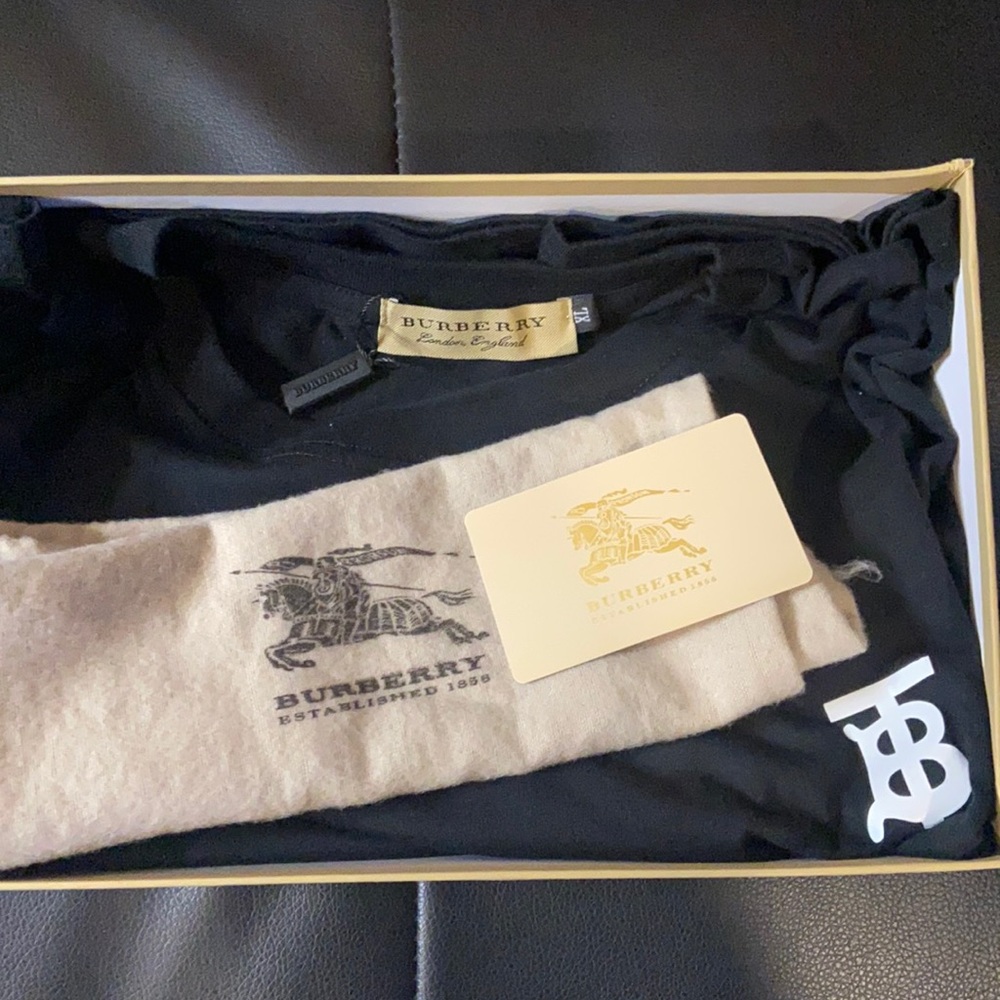 BURBERRY
London, England
XL
BURBERRY
BURBERRY
ESTABLISHED 1856
BURBERRY
ESTABLISHED 1856
TB